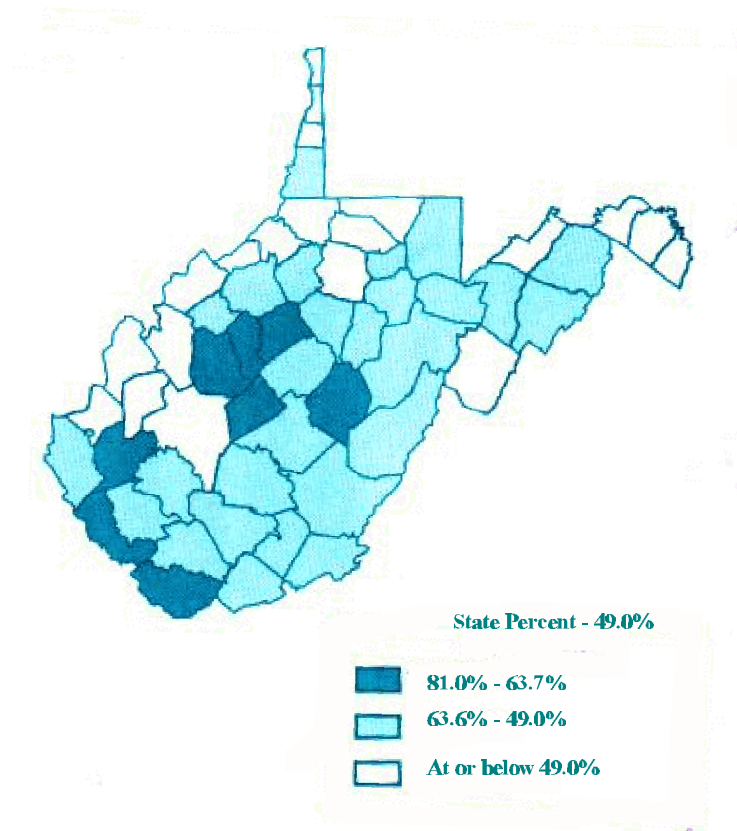 State Percent - 49.0%
81.0% - 63.7%
63.6% - 49.0%
At or below 49.0%